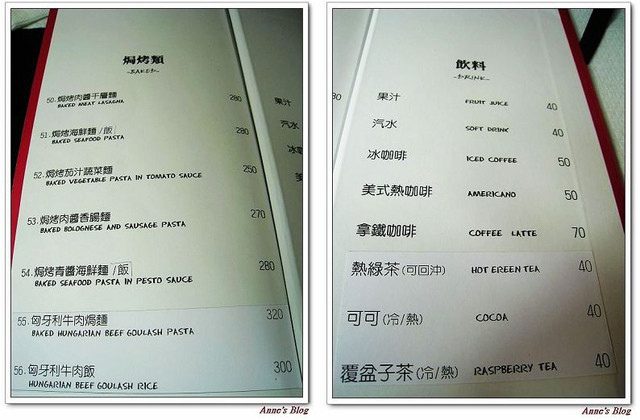 焗烤類
-BAKED-
50. 焗烤肉醬千層麵 280
BAKED MEAT LASAGNA
51. 焗烤海鮮麵/飯 280
BAKED SEAFOOD PASTA
52. 焗烤茄汁蔬菜麵 250
BAKED VEGETABLE PASTA IN TOMATO SAUCE
53. 焗烤肉醬香腸麵 270
BAKED BOLOGNESE AND SAUSAGE PASTA
54. 焗烤青醬海鮮麵/飯 280
BAKED SEAFOOD PASTA IN PESTO SAUCE
55. 匈牙利牛肉焗麵 320
BAKED HUNGARIAN BEEF GOULASH PASTA
56. 匈牙利牛肉飯 300
HUNGARIAN BEEF GOULASH RICE
果汁
汽水
Anne's Blog
飲料
-DRINK-
果汁 FRUIT JUICE 40
汽水 SOFT DRINK 40
冰咖啡 ICED COFFEE 50
美式熱咖啡 AMERICANO 50
拿鐵咖啡 COFFEE LATTE 70
熱綠茶(可回沖) HOT EREEN TEA 40
可可(冷/熱) COCOA 40
覆盆子茶(冷/熱) RASPBERRY TEA 40
Anne's Blog